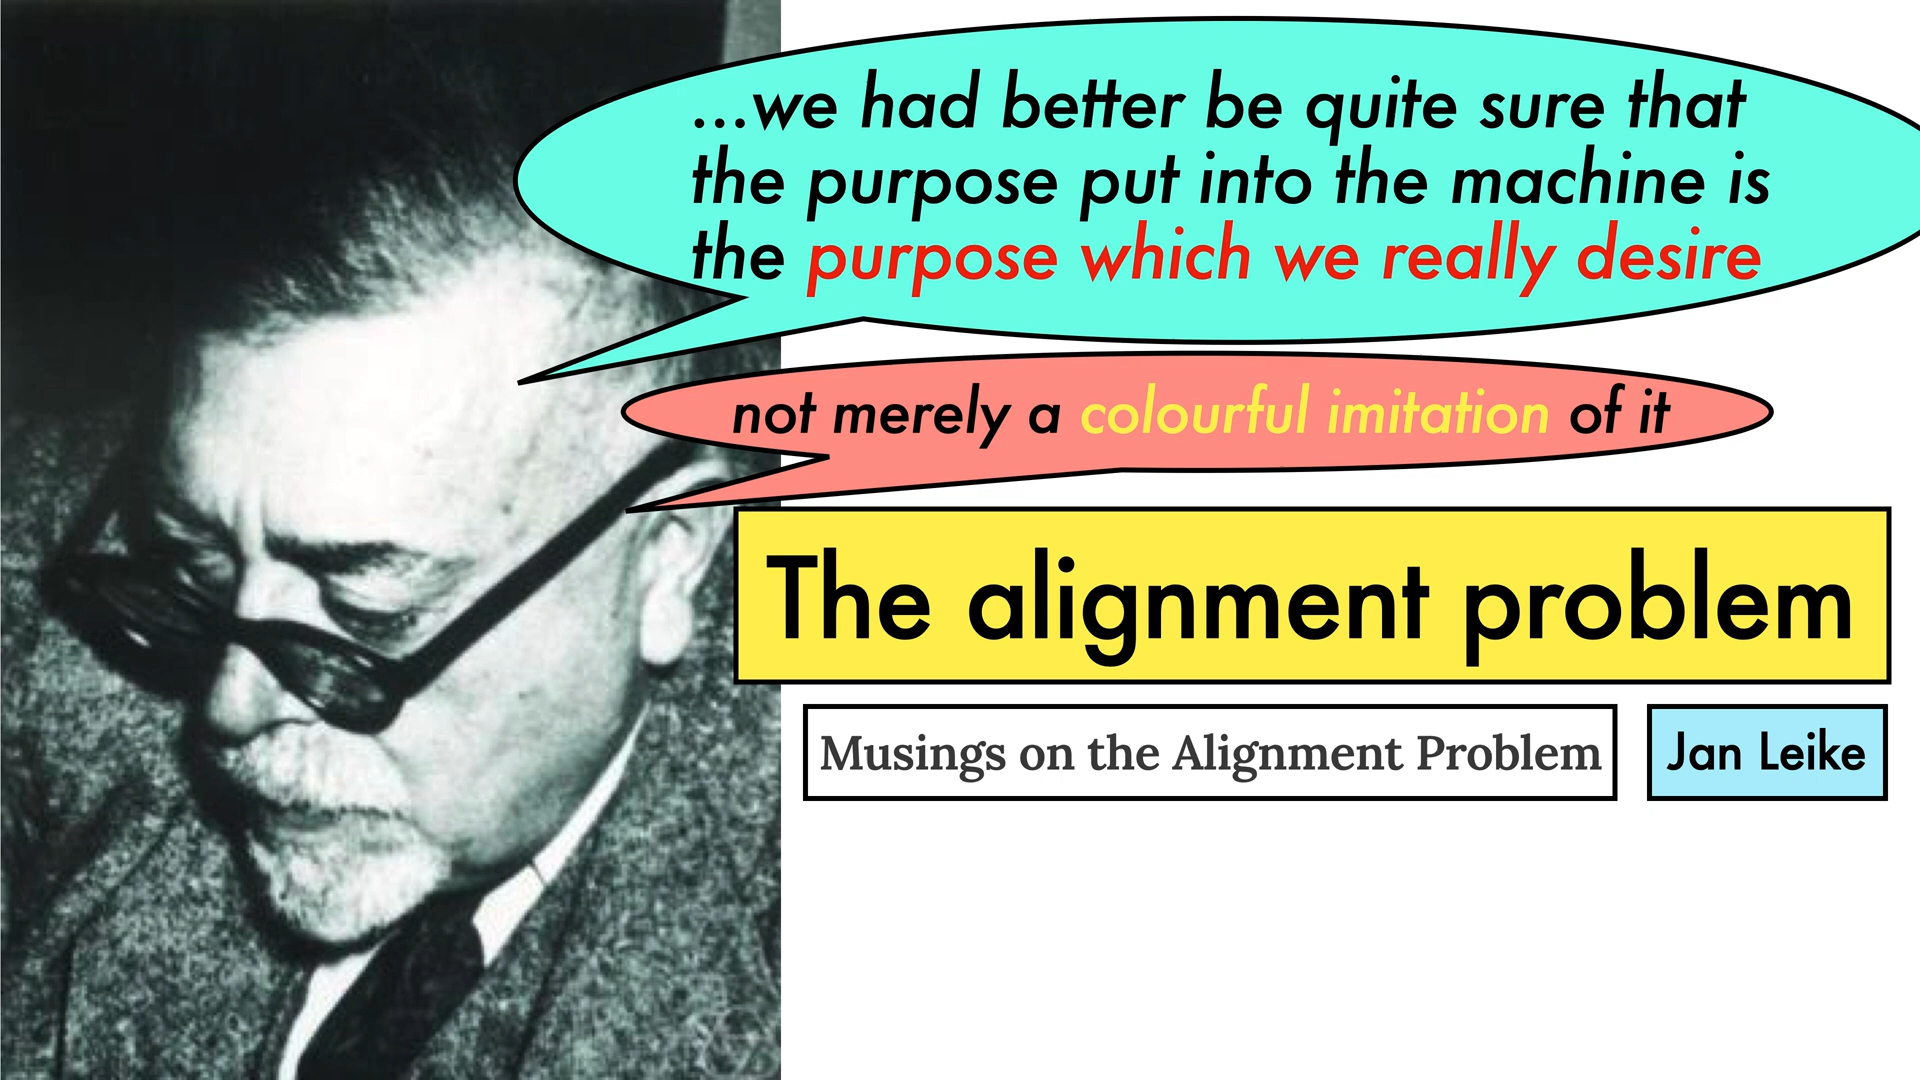 ...we had better be quite sure that
the purpose put into the machine is
the purpose which we really desire
not merely a colourful imitation of it
The alignment problem
Musings on the Alignment Problem
Jan Leike